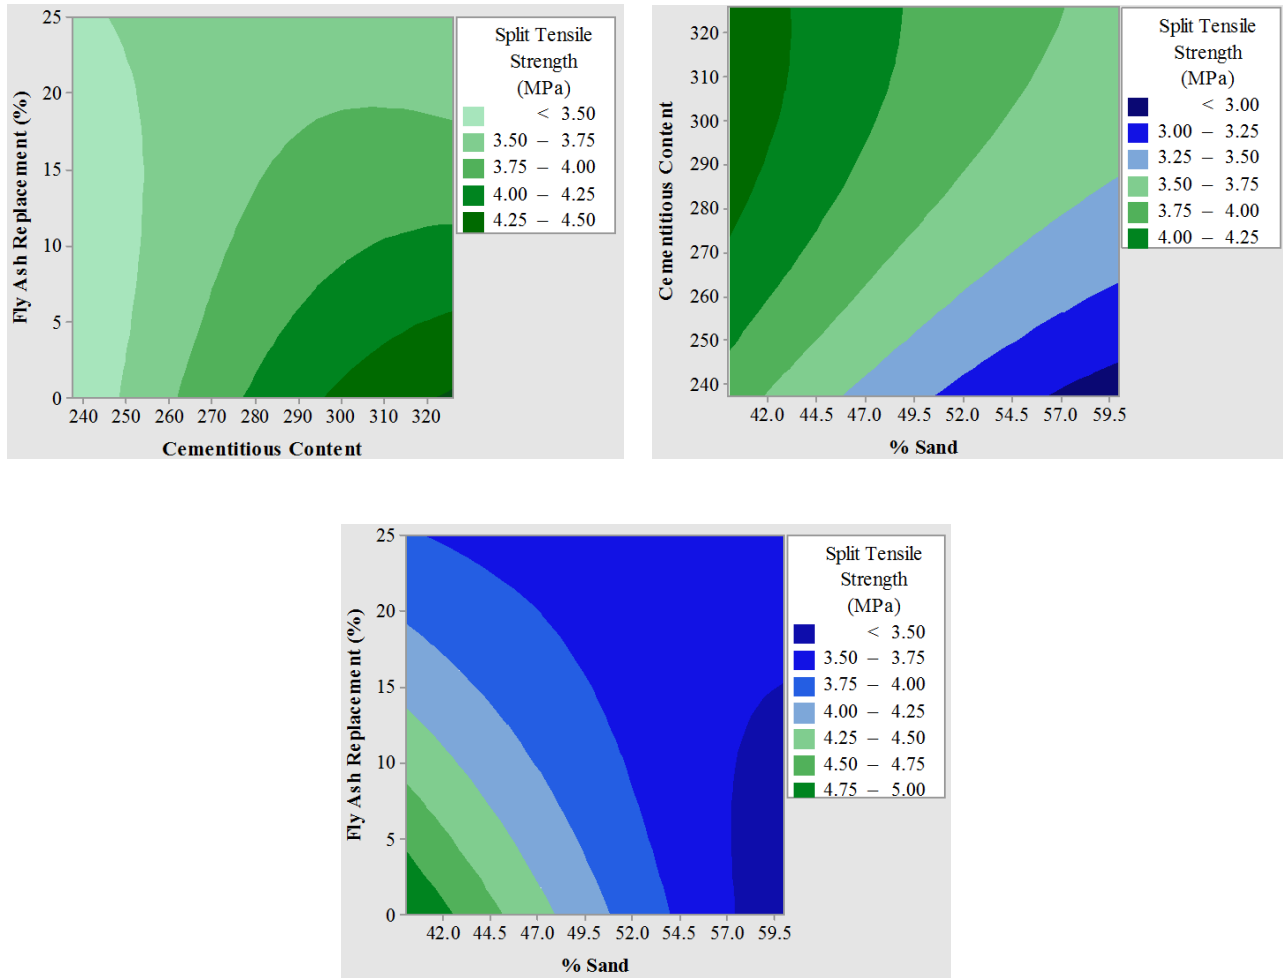 Split Tensile
Strength
(MPa)
< 3.50
3.50 – 3.75
3.75 – 4.00
4.00 – 4.25
4.25 – 4.50
Fly Ash Replacement (%)
25
20
15
10
5
0
240 250 260 270 280 290 300 310 320
Cementitious Content
Split Tensile
Strength
(MPa)
< 3.00
3.00 – 3.25
3.25 – 3.50
3.50 – 3.75
3.75 – 4.00
4.00 – 4.25
Cementitious Content
320
310
300
290
280
270
260
250
240
42.0 44.5 47.0 49.5 52.0 54.5 57.0 59.5
% Sand
Split Tensile
Strength
(MPa)
< 3.50
3.50 – 3.75
3.75 – 4.00
4.00 – 4.25
4.25 – 4.50
4.50 – 4.75
4.75 – 5.00
Fly Ash Replacement (%)
25
20
15
10
5
0
42.0 44.5 47.0 49.5 52.0 54.5 57.0 59.5
% Sand